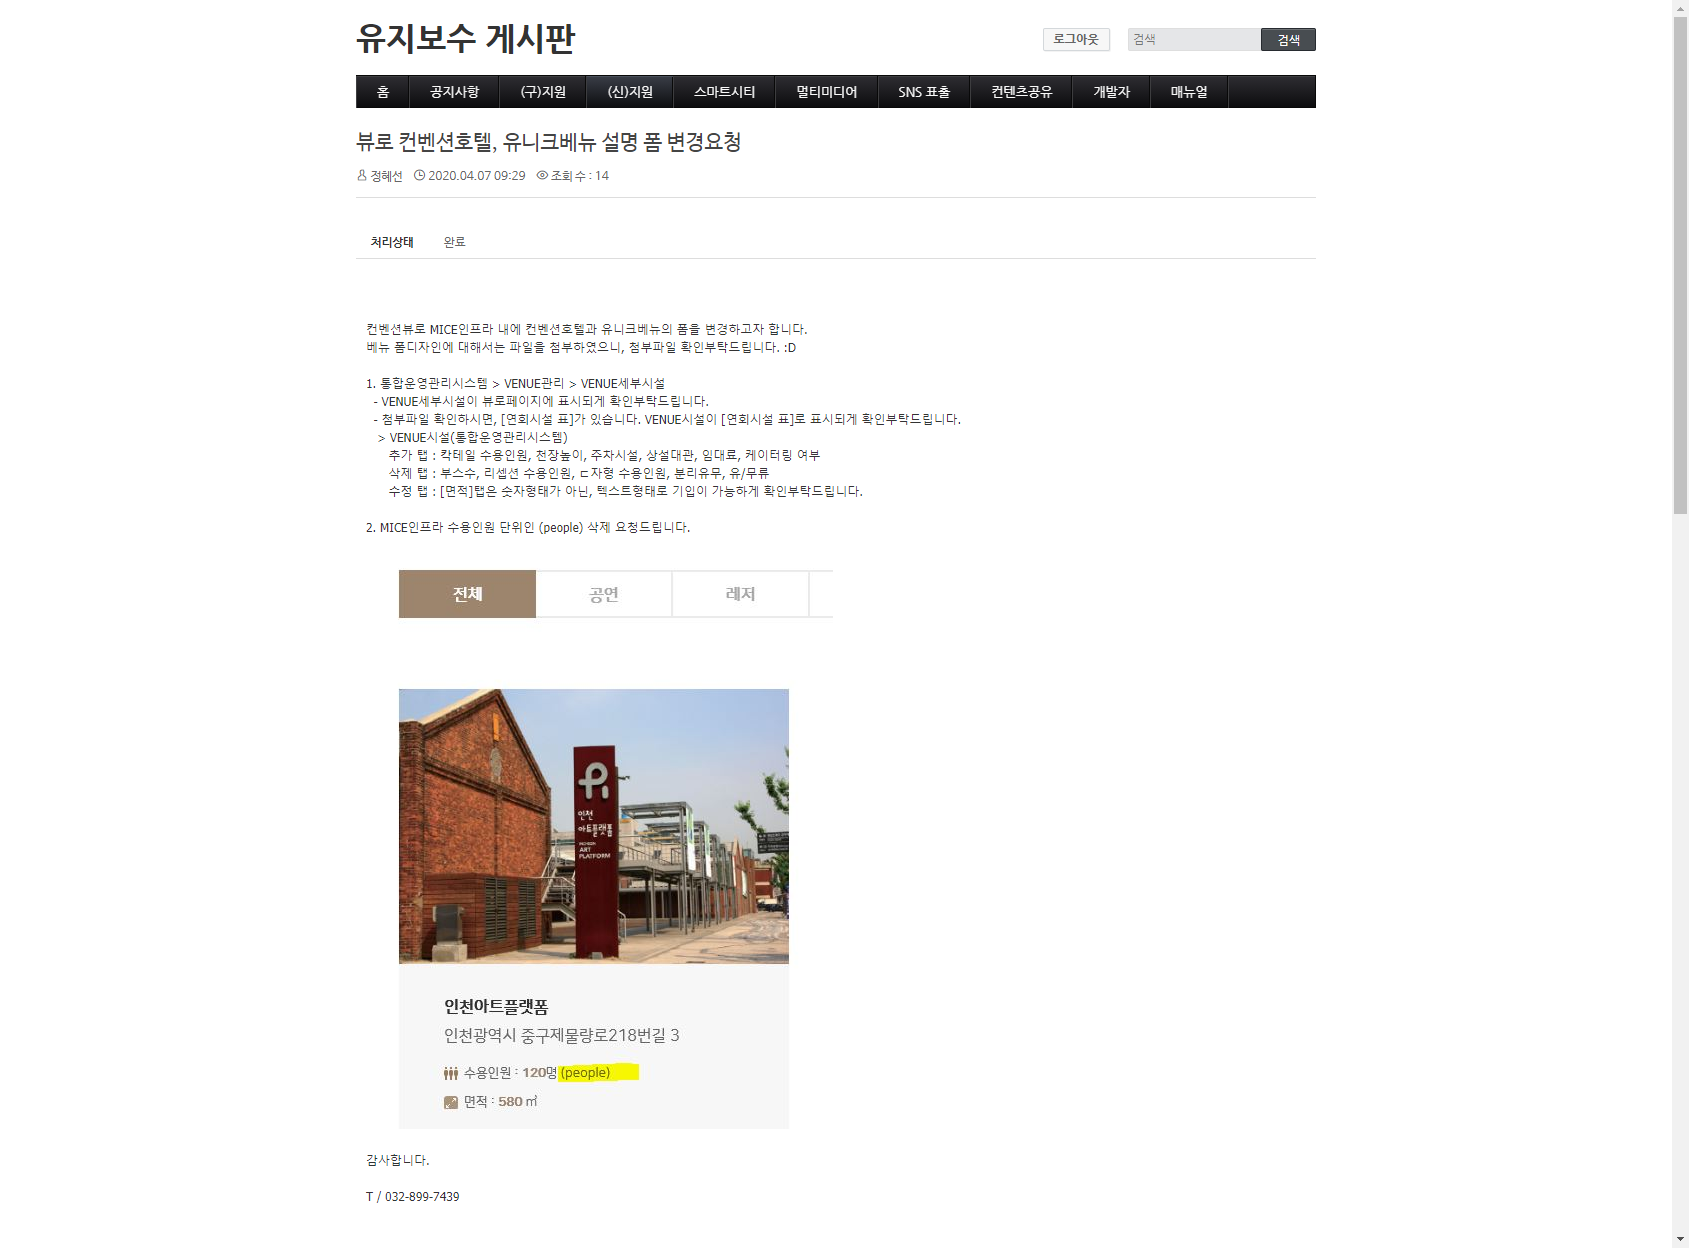 유지보수 게시판
로그아웃 검색 검색
홈 공지사항 (구)지원 (신)지원 스마트시티 멀티미디어 SNS 표출 컨텐츠공유 개발자 매뉴얼
뷰로 컨벤션호텔, 유니크베뉴 설명 폼 변경요청
정혜선 2020.04.07 09:29 조회 수 : 14
처리상태 완료
컨벤션뷰로 MICE인프라 내에 컨벤션호텔과 유니크베뉴의 폼을 변경하고자 합니다.
베뉴 폼디자인에 대해서는 파일을 첨부하였으니, 첨부파일 확인부탁드립니다. :D
1. 통합운영관리시스템 > VENUE관리 > VENUE세부시설
- VENUE세부시설이 뷰로페이지에 표시되게 확인부탁드립니다.
- 첨부파일 확인하시면, [연회시설 표]가 있습니다. VENUE시설이 [연회시설 표]로 표시되게 확인부탁드립니다.
> VENUE시설(통합운영관리시스템)
추가 탭 : 칵테일 수용인원, 천장높이, 주차시설, 상설대관, 임대료, 케이터링 여부
삭제 탭 : 부스수, 리셉션 수용인원, ㄷ자형 수용인원, 분리유무, 유/무류
수정 탭 : [면적]탭은 숫자형태가 아닌, 텍스트형태로 기입이 가능하게 확인부탁드립니다.
2. MICE인프라 수용인원 단위인 (people) 삭제 요청드립니다.
전체 공연 레저
인천
아트플랫폼
INCHEON
ART
PLATFORM
인천아트플랫폼
인천광역시 중구제물량로218번길 3
수용인원 : 120명 (people)
면적 : 580 ㎡
감사합니다.
T / 032-899-7439